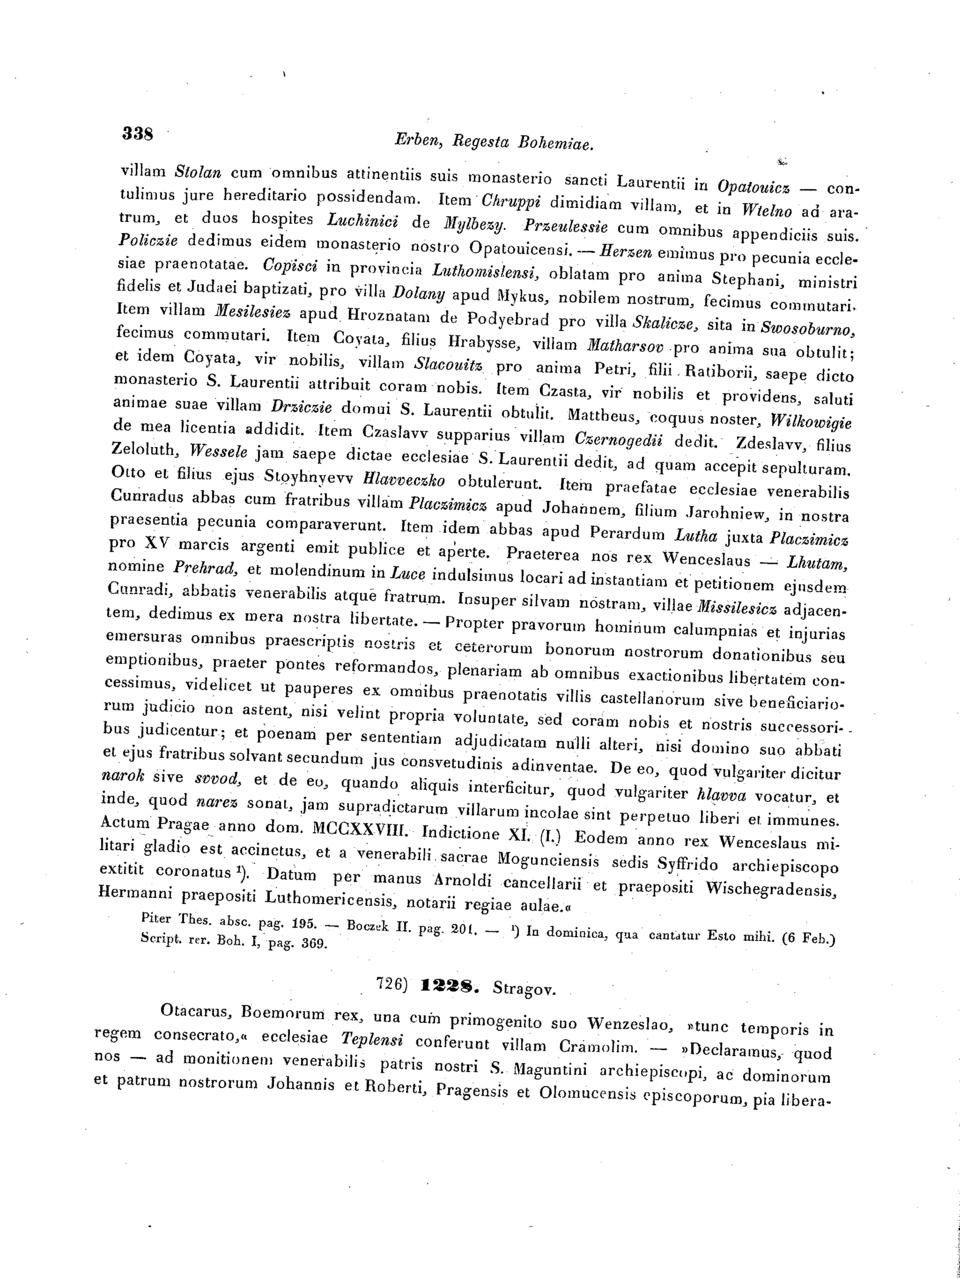 338
Erben, Regesta Bohemiae.
villam Stolan cum omnibus attinentiis suis monasterio sancti Laurentii in Opatouicz — con-
tulimus jure hereditario possidendam. Item Chruppi dimidiam villam, et in Wtelno ad ara-
trum, et duos hospites Luchinici de Mylbezy. Przeulessie cum omnibus appendiciis suis.
Policzie dedimus eidem monasterio nostro Opatouicensi. — Herzen emimus pro pecunia eccle-
siae praenotatae. Copisci in provincia Luthomislensi, oblatam pro anima Stephani, ministri
fidelis et Judaei baptizati, pro villa Dolany apud Mykus, nobilem nostrum, fecimus commutari.
Item villam Mesilesiez apud Hroznatam de Podyebrad pro villa Skalicze, sita in Swosoburno,
fecimus commutari. Item Coyata, filius Hrabysse, villam Matharsov pro anima sua obtulit;
et idem Coyata, vir nobilis, villam Slacouitz pro anima Petri, filii Ratiborii, saepe dicto
monasterio S. Laurentii attribuit coram nobis. Item Czasta, vir nobilis et providens, saluti
animae suae villam Drziczie domui S. Laurentii obtulit. Mattheus, coquus noster, Wilkowigie
de mea licentia addidit. Item Czaslavv supparius villam Czernogedii dedit. Zdeslavv, filius
Zeloluth, Wessele jam saepe dictae ecclesiae S. Laurentii dedit, ad quam accepit sepulturam.
Otto et filius ejus Stoyhnyevv Hlavveczko obtulerunt. Item praefatae ecclesiae venerabilis
Cunradus abbas cum fratribus villam Placzimicz apud Johannem, filium Jarohniew, in nostra
praesentia pecunia comparaverunt. Item idem abbas apud Perardum Lutha juxta Placzimicz
pro XV marcis argenti emit publice et aperte. Praeterea nos rex Wenceslaus — Lhutam,
nomine Prehrad, et molendinum in Luce indulsimus locari ad instantiam et petitionem ejusdem
Cunradi, abbatis venerabilis atque fratrum. Insuper silvam nostram, villae Missilesicz adjacen-
tem, dedimus ex mera nostra libertate. — Propter pravorum hominum calumpnias et injurias
emersuras omnibus praescriptis nostris et ceterorum bonorum nostrorum donationibus seu
emptionibus, praeter pontes reformandos, plenariam ab omnibus exactionibus libertatem con-
cessimus, videlicet ut pauperes ex omnibus praenotatis villis castellanorum sive beneficiario-
rum judicio non astent, nisi velint propria voluntate, sed coram nobis et nostris successori-
bus judicentur; et poenam per sententiam adjudicatam nulli alteri, nisi domino suo abbati
et ejus fratribus solvant secundum jus consvetudinis adinventae. De eo, quod vulgariter dicitur
narok sive svvod, et de eo, quando aliquis interficitur, quod vulgariter hlavva vocatur, et
inde, quod narez sonat, jam supradictarum villarum incolae sint perpetuo liberi et immunes.
Actum Pragae anno dom. MCCXXVIII. Indictione XI. (I.) Eodem anno rex Wenceslaus mi-
litari gladio est accinctus, et a venerabili sacrae Mogunciensis sedis Syffrido archiepiscopo
extitit coronatus ¹). Datum per manus Arnoldi cancellarii et praepositi Wischegradensis,
Hermanni praepositi Luthomericensis, notarii regiae aulae.«
Piter Thes. absc. pag. 195. — Boczek II. pag. 201. — ¹) In dominica, qua cantatur Esto mihi. (6 Feb.)
Script. rer. Boh. I, pag. 369.
726) 1228. Stragov.
Otacarus, Boemorum rex, una cum primogenito suo Wenzeslao, »tunc temporis in
regem consecrato,« ecclesiae Teplensi conferunt villam Cramolim. — »Declaramus, quod
nos — ad monitionem venerabilis patris nostri S. Maguntini archiepiscopi, ac dominorum
et patrum nostrorum Johannis et Roberti, Pragensis et Olomucensis episcoporum, pia libera-